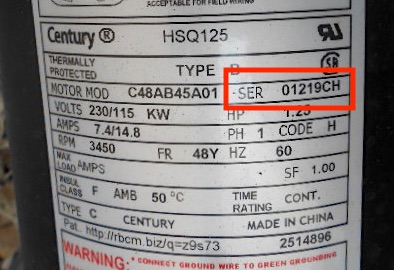 ACCEPTABLE FOR FIELD WIRING
Century ® HSQ125
THERMALLY PROTECTED TYPE B
MOTOR MOD C48AB45A01 SER 01219CH
VOLTS 230/115 KW HP 1.25
AMPS 7.4/14.8 PH 1 CODE H
RPM 3450 FR 48Y HZ 60
MAX LOAD AMPS SF 1.00
INSUL CLASS F AMB 50 °C TIME RATING CONT.
TYPE C CENTURY MADE IN CHINA
Pat. http://rbcm.biz/q=z9s73 2514896
WARNING: • CONNECT GROUND WIRE TO GREEN